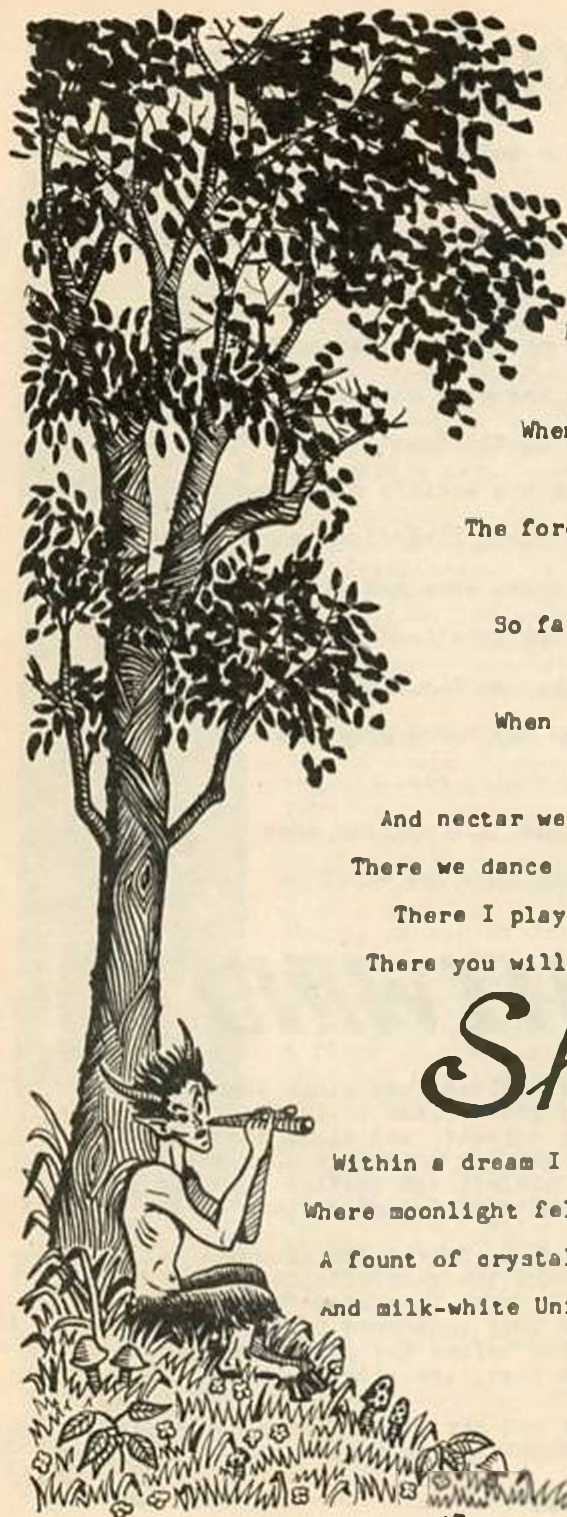 When
The fore
So fa
When
And nectar we
There we dance
There I play
There you will
Sh
Within a dream I
Where moonlight fel
A fount of crystal
And milk-white Uni